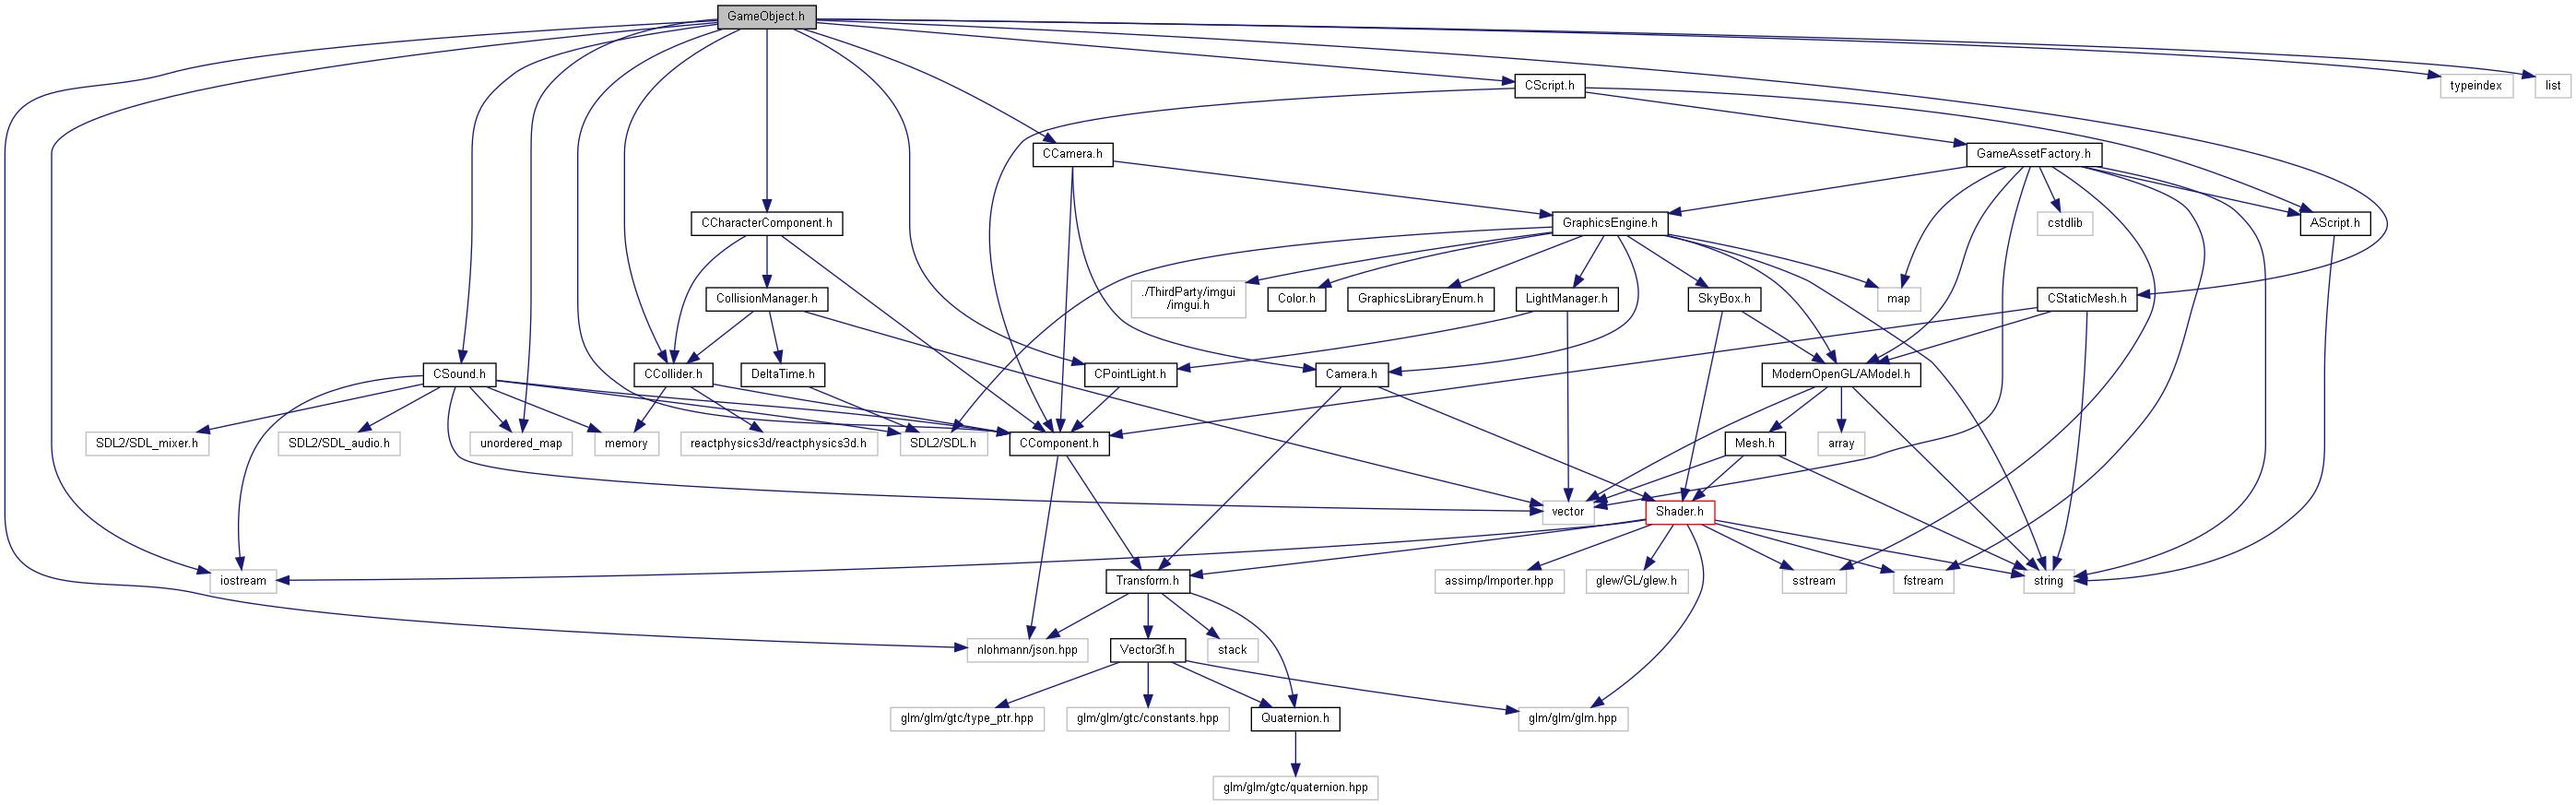 GameObject.h
CScript.h
typeindex
list
CCamera.h
GameAssetFactory.h
CCharacterComponent.h
GraphicsEngine.h
cstdlib
AScript.h
CollisionManager.h
../ThirdParty/imgui
/imgui.h
Color.h
GraphicsLibraryEnum.h
LightManager.h
SkyBox.h
map
CStaticMesh.h
CSound.h
CCollider.h
DeltaTime.h
CPointLight.h
Camera.h
ModernOpenGL/AModel.h
SDL2/SDL_mixer.h
SDL2/SDL_audio.h
unordered_map
memory
reactphysics3d/reactphysics3d.h
SDL2/SDL.h
CComponent.h
Mesh.h
array
vector
Shader.h
iostream
Transform.h
assimp/Importer.hpp
glew/GL/glew.h
sstream
fstream
string
nlohmann/json.hpp
Vector3f.h
stack
glm/glm/gtc/type_ptr.hpp
glm/glm/gtc/constants.hpp
Quaternion.h
glm/glm/glm.hpp
glm/glm/gtc/quaternion.hpp